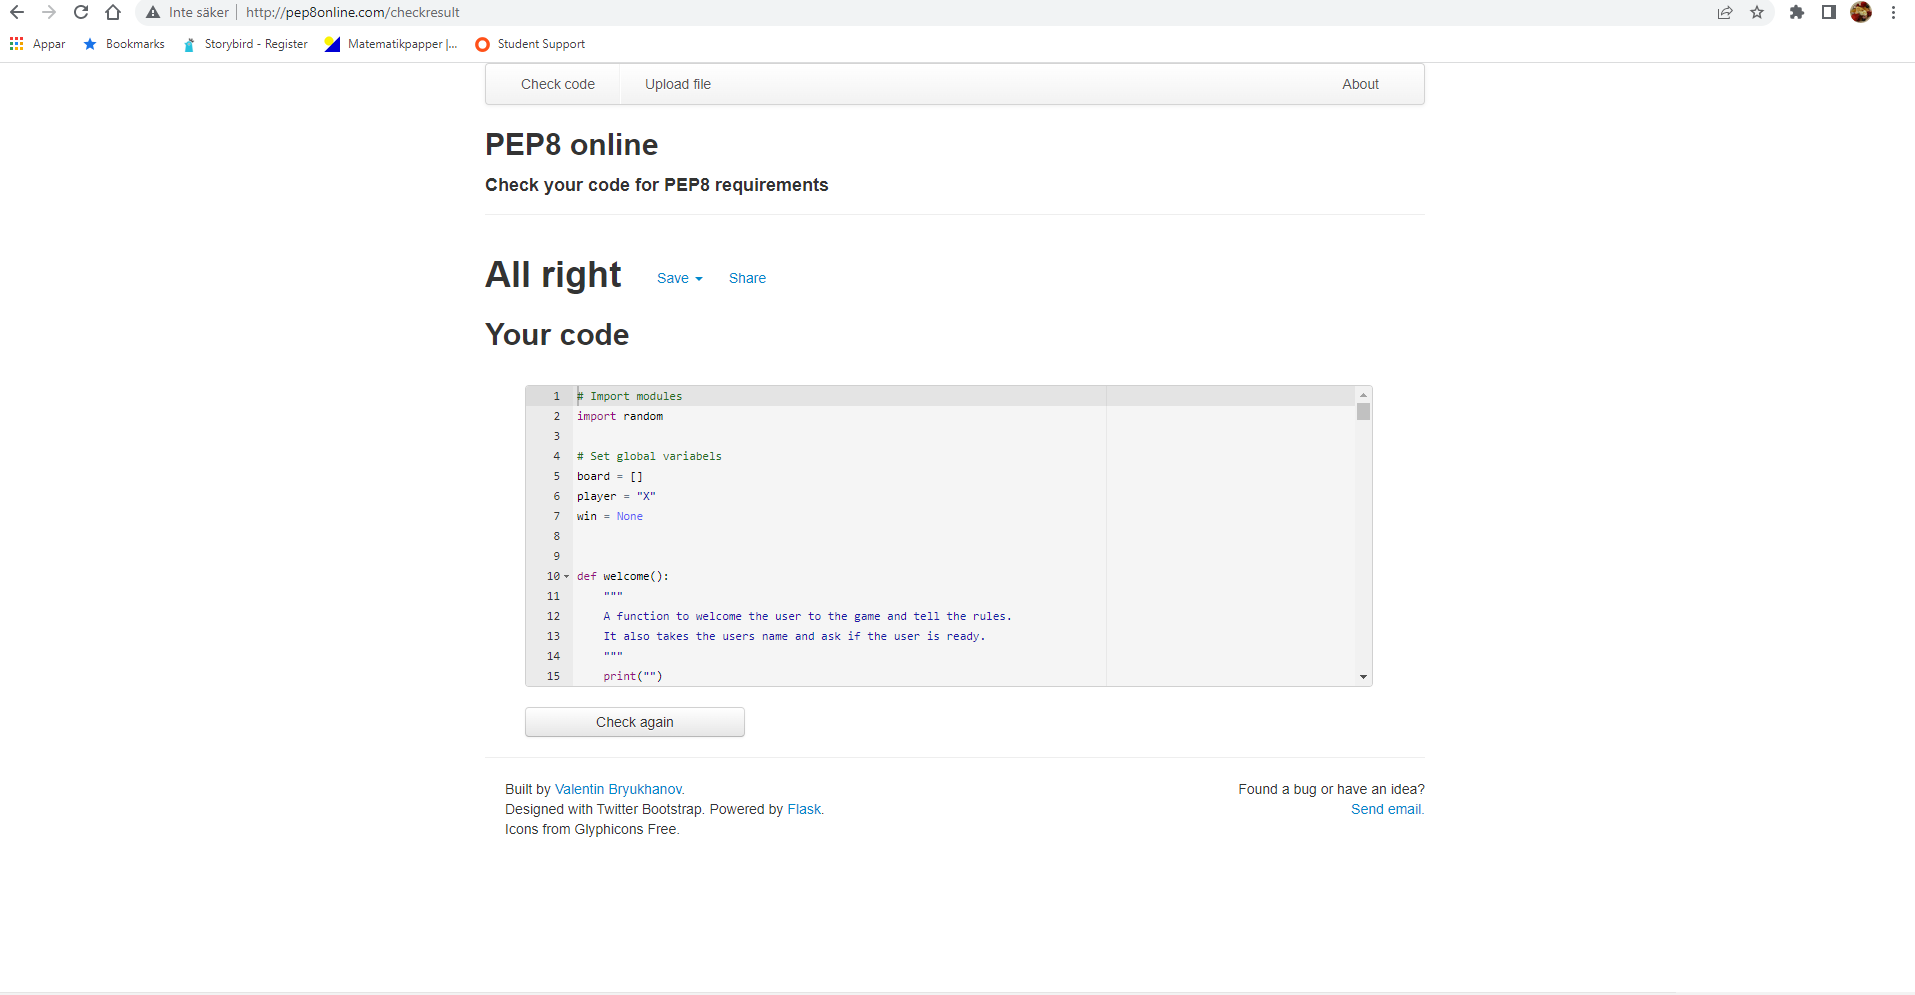 Inte säker http://pep8online.com/checkresult
Appar Bookmarks Storybird - Register Matematikpapper |... Student Support
Check code Upload file About
PEP8 online
Check your code for PEP8 requirements
All right Save Share
Your code
1 # Import modules
2 import random
3
4 # Set global variabels
5 board = []
6 player = "X"
7 win = None
8
9
10 def welcome():
11 """
12 A function to welcome the user to the game and tell the rules.
13 It also takes the users name and ask if the user is ready.
14 """
15 print("")
Check again
Built by Valentin Bryukhanov. Found a bug or have an idea?
Designed with Twitter Bootstrap. Powered by Flask. Send email.
Icons from Glyphicons Free.